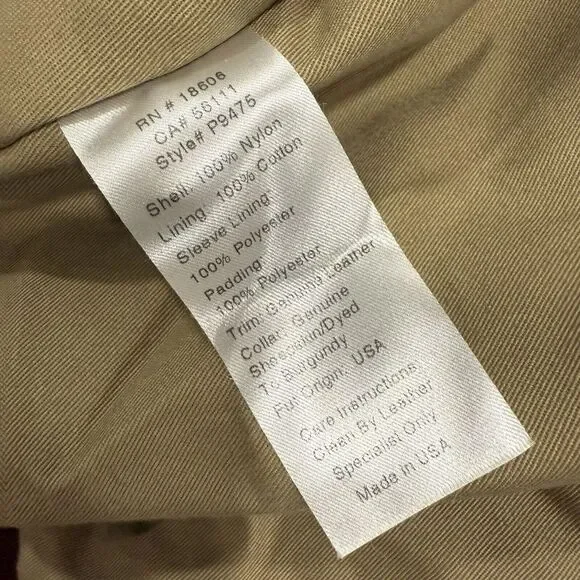 RN # 18606
CA# 56111
Style# P9475
Shell: 100% Nylon
Lining: 100% Cotton
Sleeve Lining:
100% Polyester
Padding:
100% Polyester
Trim: Genuine Leather
Collar: Genuine
Sheepskin/Dyed
To Burgundy
Fur Origin: USA
Care Instructions
Clean By Leather
Specialist Only
Made in USA